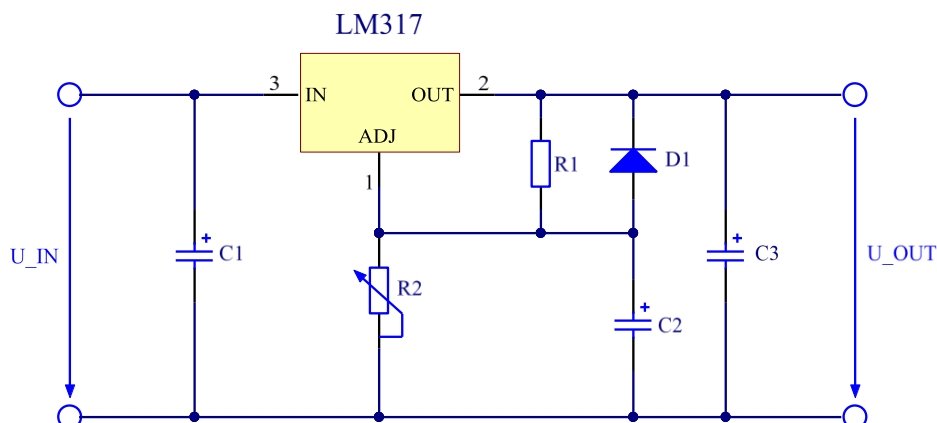 LM317
3
IN
OUT
2
ADJ
1
R1
D1
U_IN
+
C1
R2
+
C2
+
C3
U_OUT